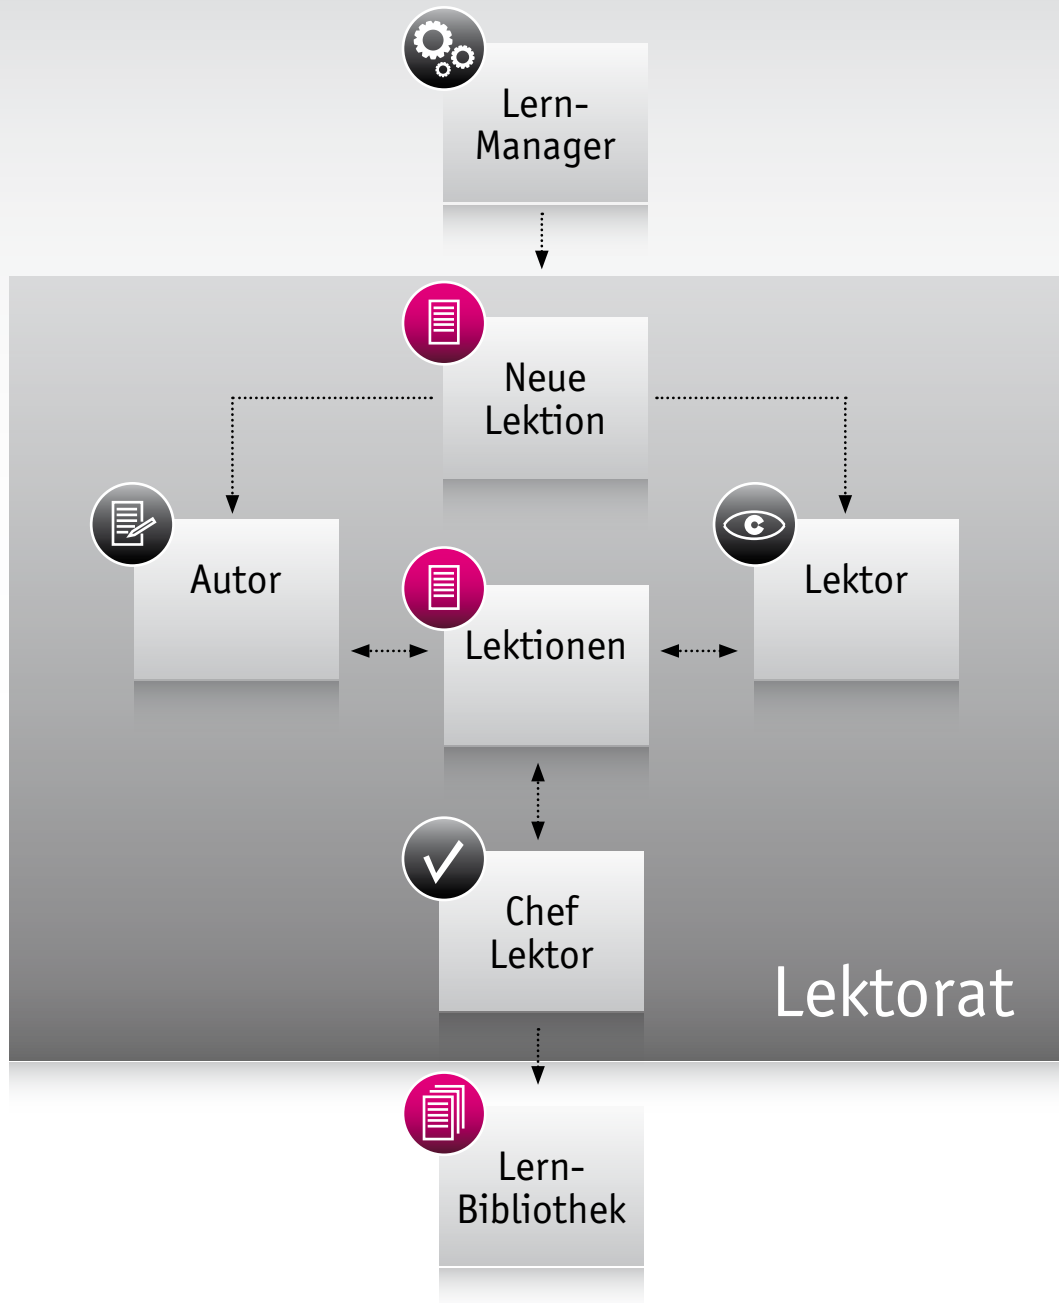 Lern-
Manager
Neue
Lektion
Autor
Lektor
Lektionen
Chef
Lektor
Lektorat
Lern-
Bibliothek